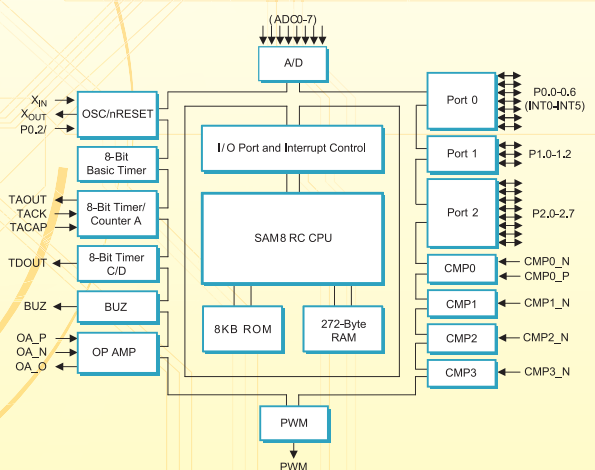 (ADC0-7)
A/D
XIN
XOUT
P0.2/
OSC/nRESET
8-Bit
Basic Timer
TAOUT
TACK
TACAP
8-Bit Timer/
Counter A
TDOUT
8-Bit Timer
C/D
BUZ
BUZ
OA_P
OA_N
OA_O
OP AMP
I/O Port and Interrupt Control
SAM8 RC CPU
8KB ROM
272-Byte
RAM
Port 0
P0.0-0.6
(INT0-INT5)
Port 1
P1.0-1.2
Port 2
P2.0-2.7
CMP0
CMP0_N
CMP0_P
CMP1
CMP1_N
CMP2
CMP2_N
CMP3
CMP3_N
PWM
PWM